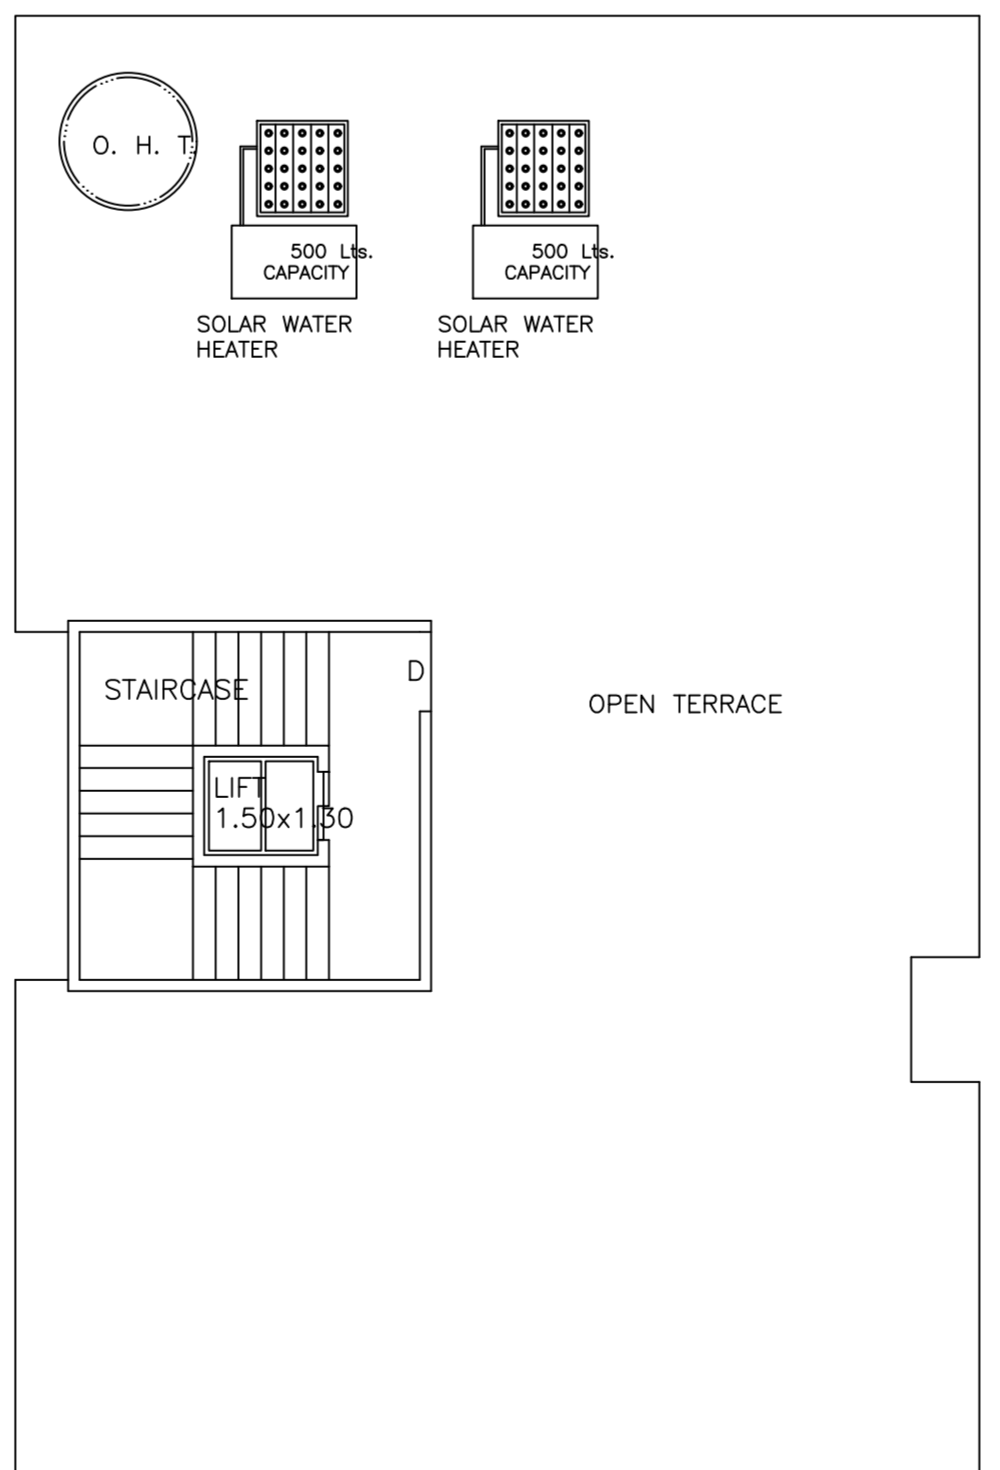 O. H. T.
500 Lts.
CAPACITY
SOLAR WATER
HEATER
500 Lts.
CAPACITY
SOLAR WATER
HEATER
STAIRCASE
D
OPEN TERRACE
LIFT
1.50x1.30